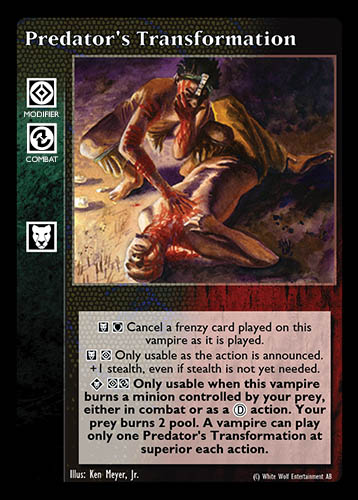 Predator's Transformation
MODIFIER
COMBAT
Cancel a frenzy card played on this
vampire as it is played.
Only usable as the action is announced.
+1 stealth, even if stealth is not yet needed.
Only usable when this vampire
burns a minion controlled by your prey,
either in combat or as a Ⓓ action. Your
prey burns 2 pool. A vampire can play
only one Predator's Transformation at
superior each action.
Illus: Ken Meyer, Jr.
(C) White Wolf Entertainment AB